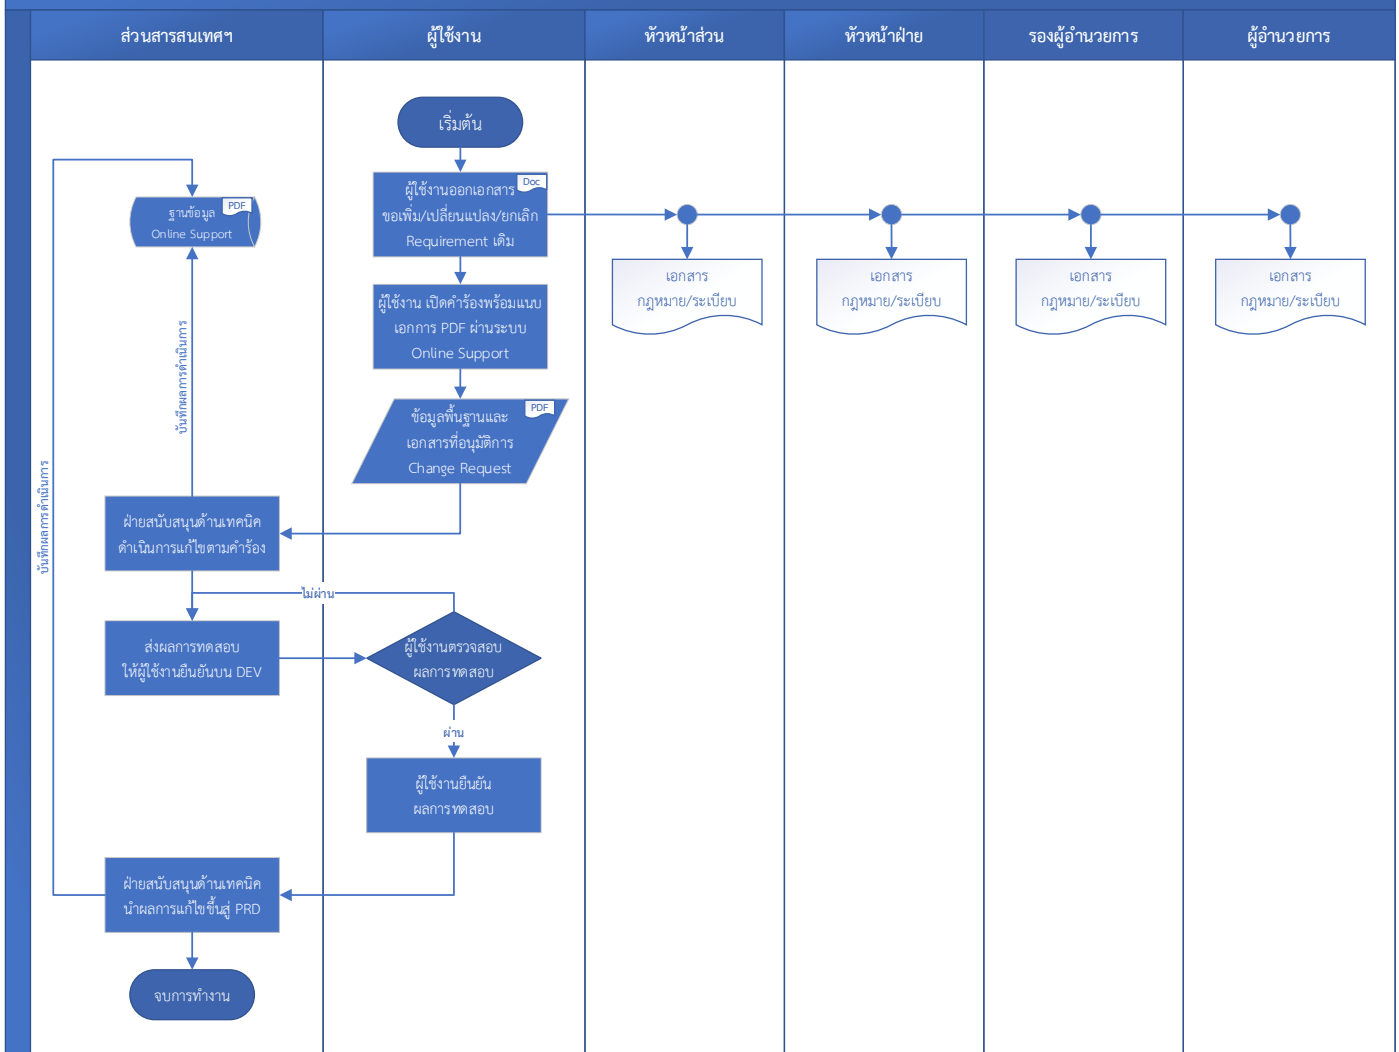 ส่วนสารสนเทศฯ
ผู้ใช้งาน
หัวหน้าส่วน
หัวหน้าฝ่าย
รองผู้อำนวยการ
ผู้อำนวยการ
เริ่มต้น
Doc
ผู้ใช้งานออกเอกสาร
ขอเพิ่ม/เปลี่ยนแปลง/ยกเลิก
Requirement เดิม
PDF
ฐานข้อมูล
Online Support
เอกสาร
กฎหมาย/ระเบียบ
เอกสาร
กฎหมาย/ระเบียบ
เอกสาร
กฎหมาย/ระเบียบ
เอกสาร
กฎหมาย/ระเบียบ
ผู้ใช้งาน เปิดคำร้องพร้อมแนบ
เอกการ PDF ผ่านระบบ
Online Support
บันทึกผลการดำเนินการ
PDF
ข้อมูลพื้นฐานและ
เอกสารที่อนุมัติการ
Change Request
บันทึกผลการดำเนินการ
ฝ่ายสนับสนุนด้านเทคนิค
ดำเนินการแก้ไขตามคำร้อง
ไม่ผ่าน
ส่งผลการทดสอบ
ให้ผู้ใช้งานยืนยันบน DEV
ผู้ใช้งานตรวจสอบ
ผลการทดสอบ
ผ่าน
ผู้ใช้งานยืนยัน
ผลการทดสอบ
ฝ่ายสนับสนุนด้านเทคนิค
นำผลการแก้ไขขึ้นสู่ PRD
จบการทำงาน